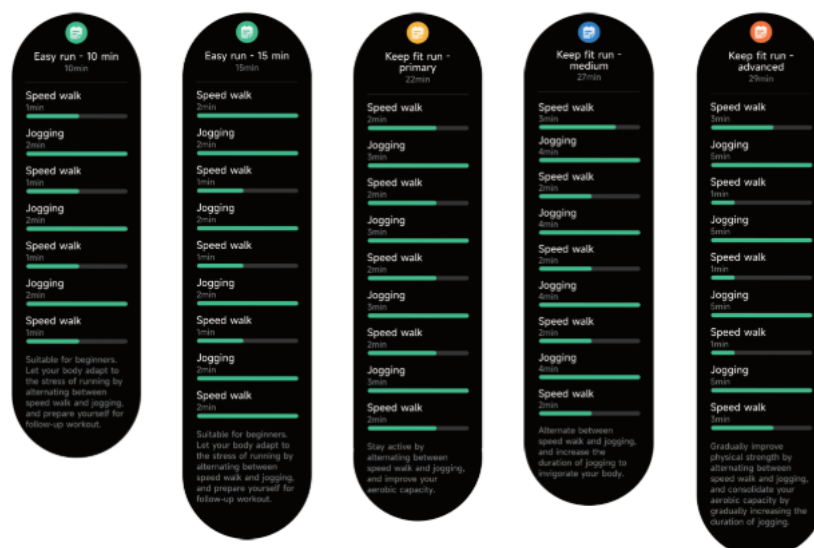 Easy run - 10 min
10min
Speed walk
1min
Jogging
2min
Speed walk
1min
Jogging
2min
Speed walk
1min
Jogging
2min
Speed walk
1min
Suitable for beginners.
Let your body adapt to
the stress of running by
alternating between
speed walk and jogging,
and prepare yourself for
follow-up workout.
Easy run - 15 min
15min
Speed walk
2min
Jogging
2min
Speed walk
1min
Jogging
2min
Speed walk
1min
Jogging
2min
Speed walk
1min
Jogging
2min
Speed walk
2min
Suitable for beginners.
Let your body adapt to
the stress of running by
alternating between
speed walk and jogging,
and prepare yourself for
follow-up workout.
Keep fit run -
primary
22min
Speed walk
2min
Jogging
3min
Speed walk
2min
Jogging
3min
Speed walk
2min
Jogging
3min
Speed walk
2min
Jogging
3min
Speed walk
2min
Stay active by
alternating between
speed walk and jogging,
and improve your
aerobic capacity.
Keep fit run -
medium
27min
Speed walk
3min
Jogging
4min
Speed walk
2min
Jogging
4min
Speed walk
2min
Jogging
4min
Speed walk
2min
Jogging
4min
Speed walk
2min
Alternate between
speed walk and jogging,
and increase the
duration of jogging to
invigorate your body.
Keep fit run -
advanced
29min
Speed walk
3min
Jogging
5min
Speed walk
1min
Jogging
5min
Speed walk
1min
Jogging
5min
Speed walk
1min
Jogging
5min
Speed walk
3min
Gradually improve
physical strength by
alternating between
speed walk and jogging,
and consolidate your
aerobic capacity by
gradually increasing the
duration of jogging.